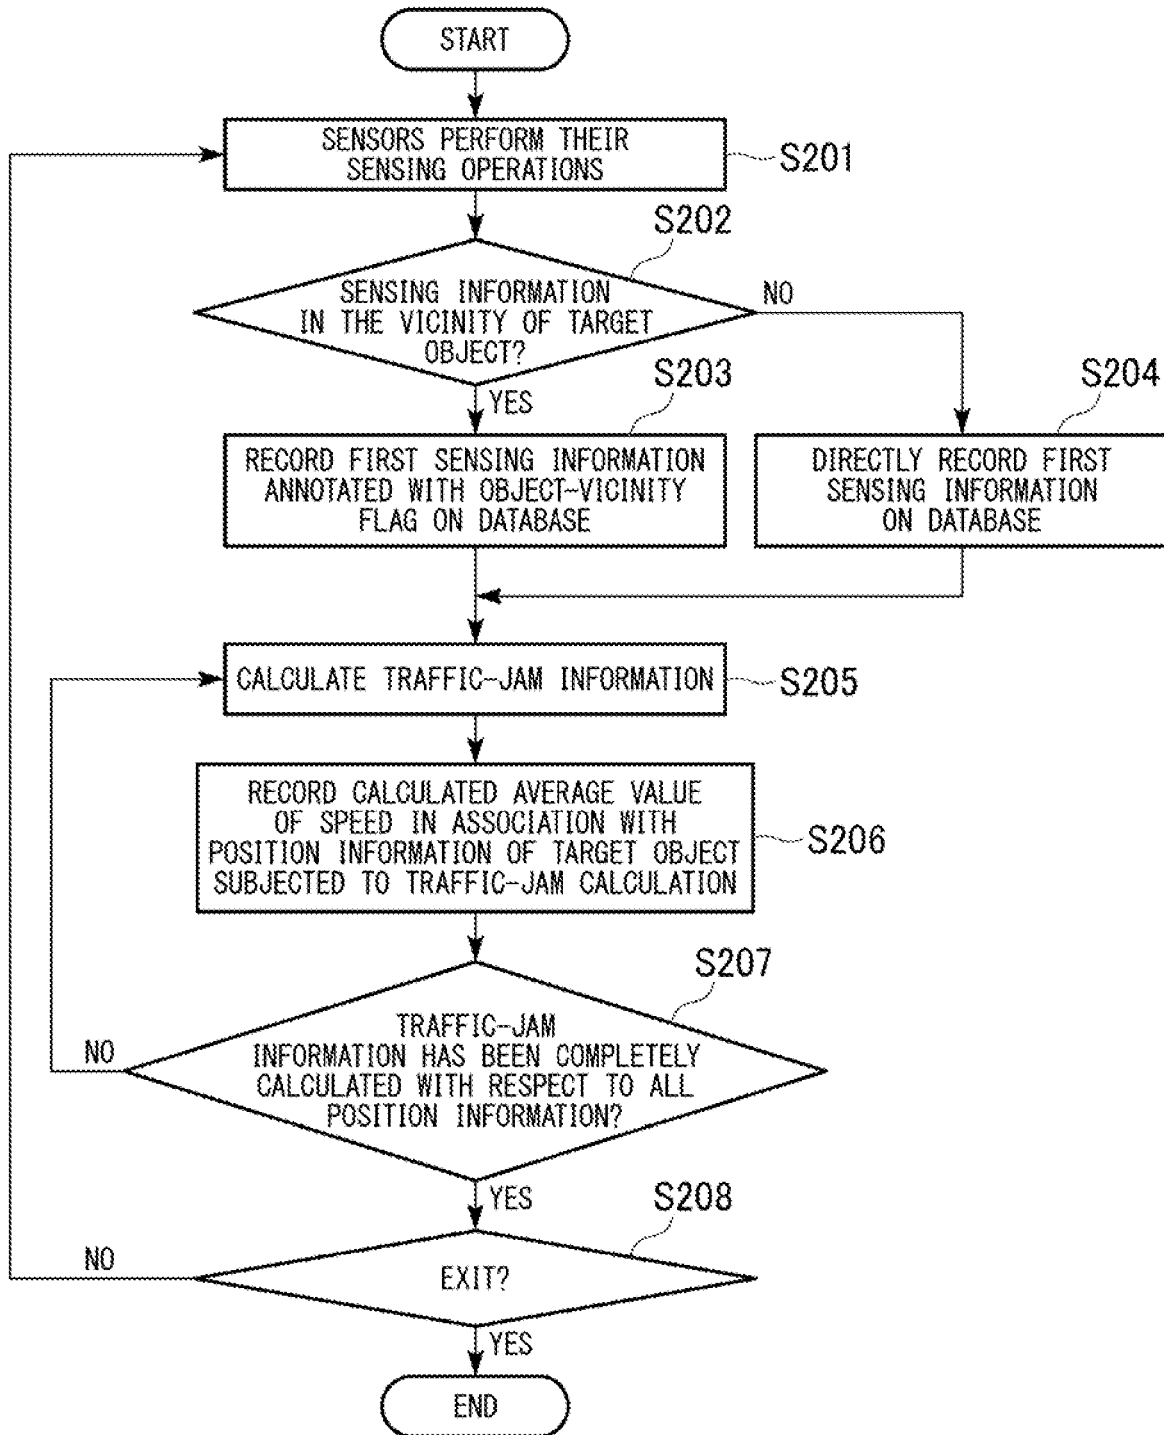 START
SENSORS PERFORM THEIR
SENSING OPERATIONS
S201
S202
SENSING INFORMATION
IN THE VICINITY OF TARGET
OBJECT?
NO
YES
S203
RECORD FIRST SENSING INFORMATION
ANNOTATED WITH OBJECT-VICINITY
FLAG ON DATABASE
S204
DIRECTLY RECORD FIRST
SENSING INFORMATION
ON DATABASE
CALCULATE TRAFFIC-JAM INFORMATION
S205
RECORD CALCULATED AVERAGE VALUE
OF SPEED IN ASSOCIATION WITH
POSITION INFORMATION OF TARGET OBJECT
SUBJECTED TO TRAFFIC-JAM CALCULATION
S206
S207
TRAFFIC-JAM
INFORMATION HAS BEEN COMPLETELY
CALCULATED WITH RESPECT TO ALL
POSITION INFORMATION?
NO
YES
S208
EXIT?
NO
YES
END